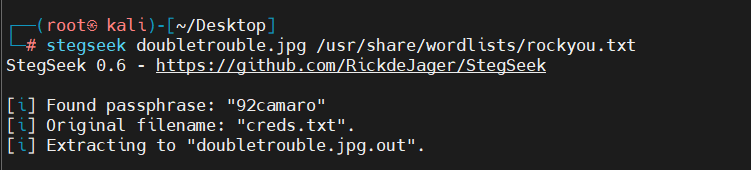 ┌──(root㉿ kali)-[~/Desktop]
└─# stegseek doubletrouble.jpg /usr/share/wordlists/rockyou.txt
StegSeek 0.6 - https://github.com/RickdeJager/StegSeek
[i] Found passphrase: "92camaro"
[i] Original filename: "creds.txt".
[i] Extracting to "doubletrouble.jpg.out".